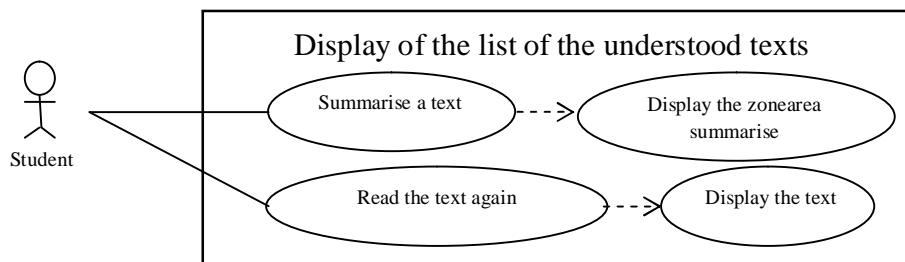 Display of the list of the understood texts
Summarise a text
Display the zonearea
summarise
Student
Read the text again
Display the text